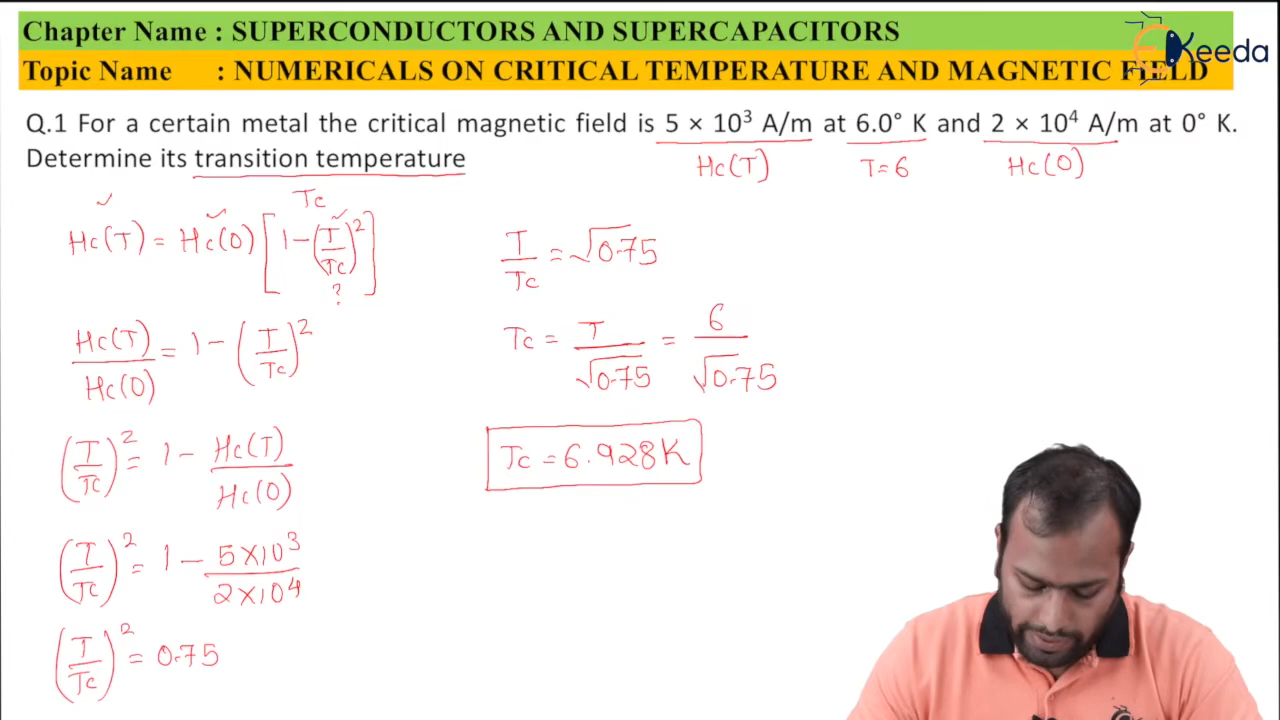 Chapter Name : SUPERCONDUCTORS AND SUPERCAPACITORS
Topic Name : NUMERICALS ON CRITICAL TEMPERATURE AND MAGNETIC FIELD
EKeeda
Q.1 For a certain metal the critical magnetic field is 5 × 10³ A/m at 6.0° K and 2 × 10⁴ A/m at 0° K.
Hc(T) T=6 Hc(0)
Determine its transition temperature
Tc
Hc(T) = Hc(0) [1 − (T/Tc)²]
?
Hc(T)/Hc(0) = 1 − (T/Tc)²
(T/Tc)² = 1 − Hc(T)/Hc(0)
(T/Tc)² = 1 − 5×10³/2×10⁴
(T/Tc)² = 0.75
T/Tc = √0.75
Tc = T/√0.75 = 6/√0.75
Tc = 6.928K